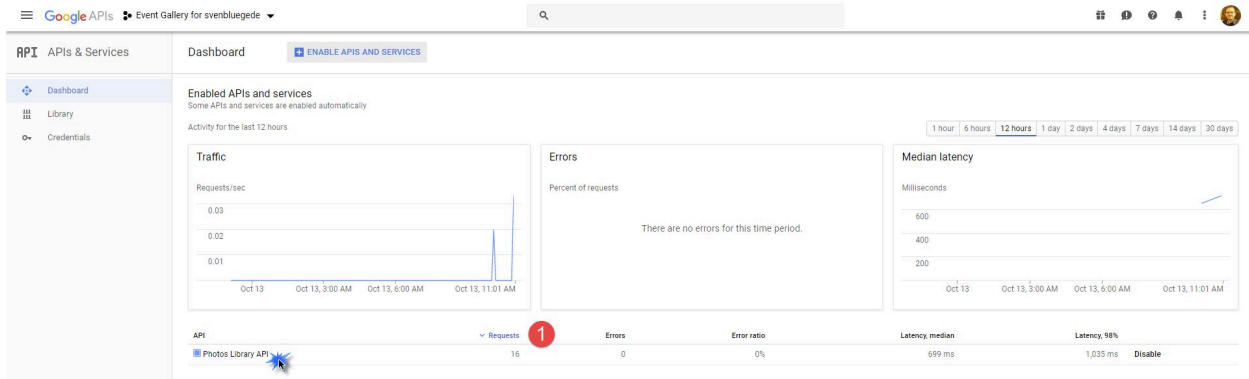 Google APIs Event Gallery for svenbluegede
API APIs & Services
Dashboard ENABLE APIS AND SERVICES
Dashboard
Library
Credentials
Enabled APIs and services
Some APIs and services are enabled automatically
Activity for the last 12 hours
1 hour 6 hours 12 hours 1 day 2 days 4 days 7 days 14 days 30 days
Traffic
Requests/sec
0.03
0.02
0.01
Oct 13 Oct 13, 3:00 AM Oct 13, 6:00 AM Oct 13, 11:01 AM
Errors
Percent of requests
There are no errors for this time period.
Median latency
Milliseconds
600
400
200
Oct 13 Oct 13, 3:00 AM Oct 13, 6:00 AM Oct 13, 11:01 AM
API Requests 1 Errors Error ratio Latency, median Latency, 98%
Photos Library API 16 0 0% 699 ms 1,035 ms Disable